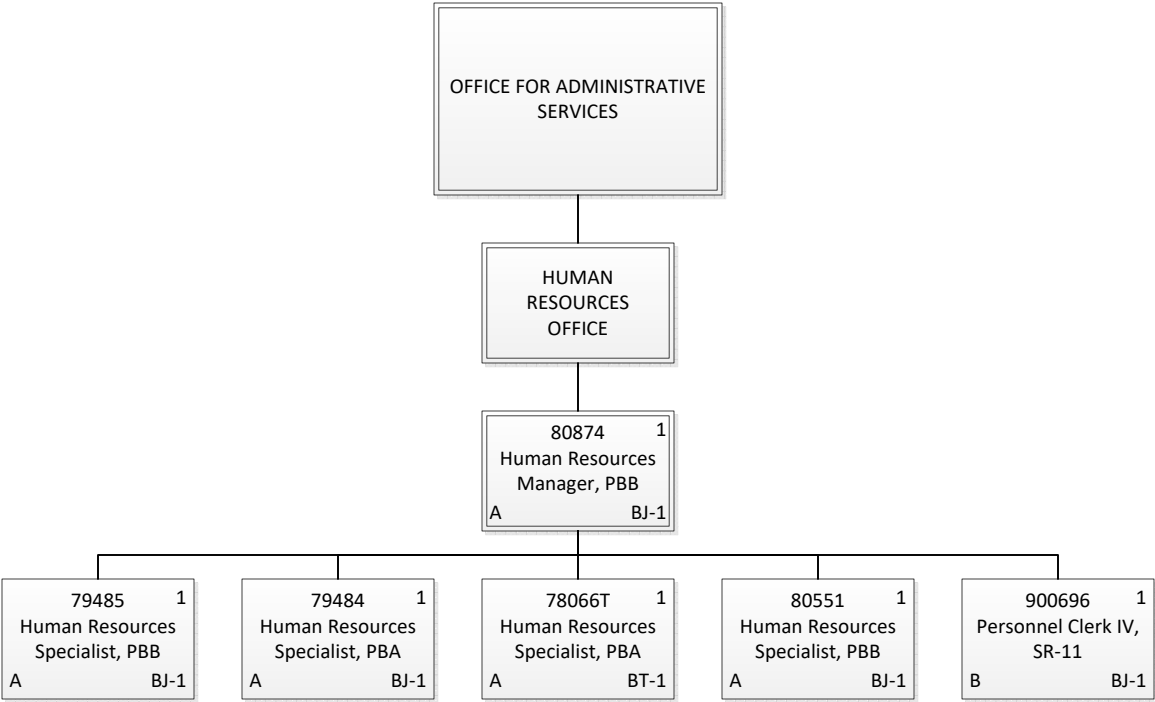 OFFICE FOR ADMINISTRATIVE
SERVICES
HUMAN
RESOURCES
OFFICE
80874 1
Human Resources
Manager, PBB
A BJ-1
79485 1
Human Resources
Specialist, PBB
A BJ-1
79484 1
Human Resources
Specialist, PBA
A BJ-1
78066T 1
Human Resources
Specialist, PBA
A BT-1
80551 1
Human Resources
Specialist, PBB
A BJ-1
900696 1
Personnel Clerk IV,
SR-11
B BJ-1